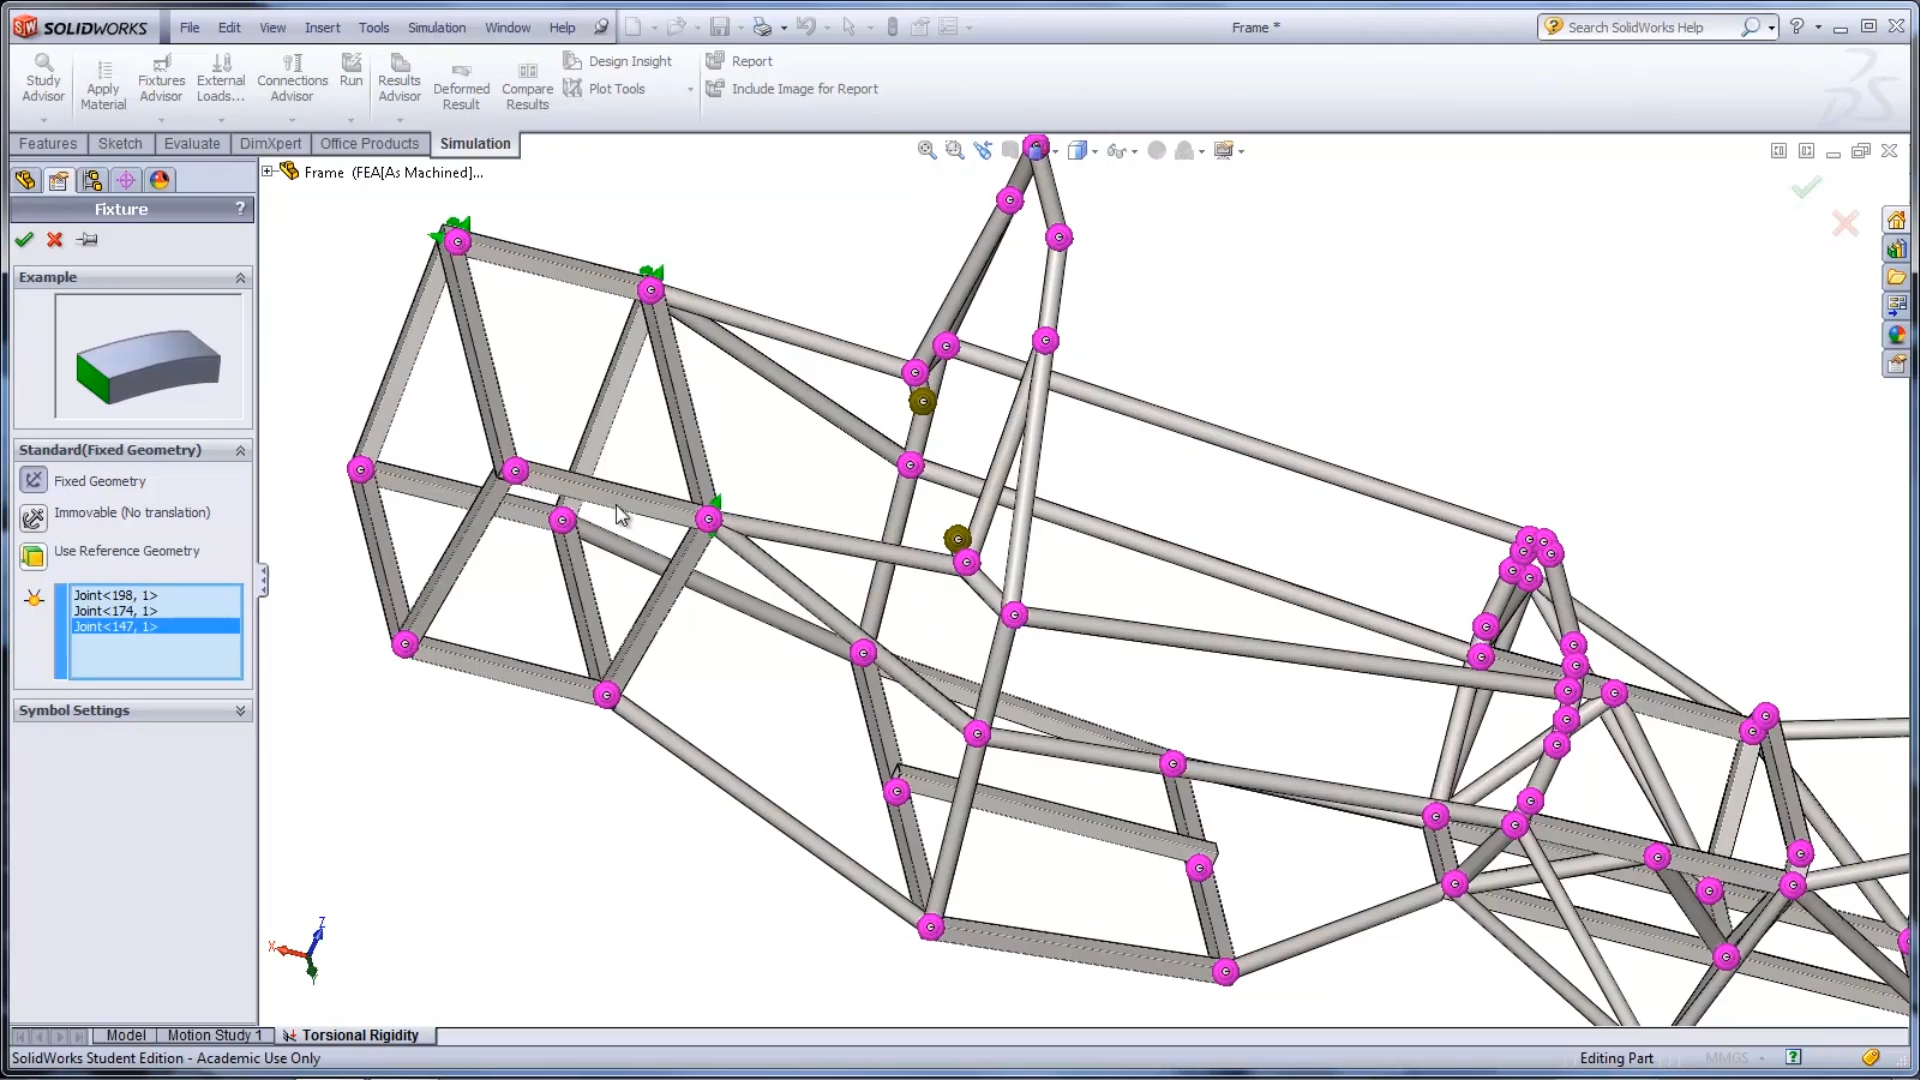 SOLIDWORKS File Edit View Insert Tools Simulation Window Help Frame * Search SolidWorks Help ?
Study Advisor
Apply Material
Fixtures Advisor
External Loads...
Connections Advisor
Run
Results Advisor
Deformed Result
Compare Results
Design Insight
Plot Tools
Report
Include Image for Report
Features Sketch Evaluate DimXpert Office Products Simulation
Frame (FEA[As Machined]...
Fixture ?
Example
Standard(Fixed Geometry)
Fixed Geometry
Immovable (No translation)
Use Reference Geometry
Joint<198, 1>
Joint<174, 1>
Joint<147, 1>
Symbol Settings
Z
X
Model Motion Study 1 Torsional Rigidity
SolidWorks Student Edition - Academic Use Only Editing Part MMGS ?